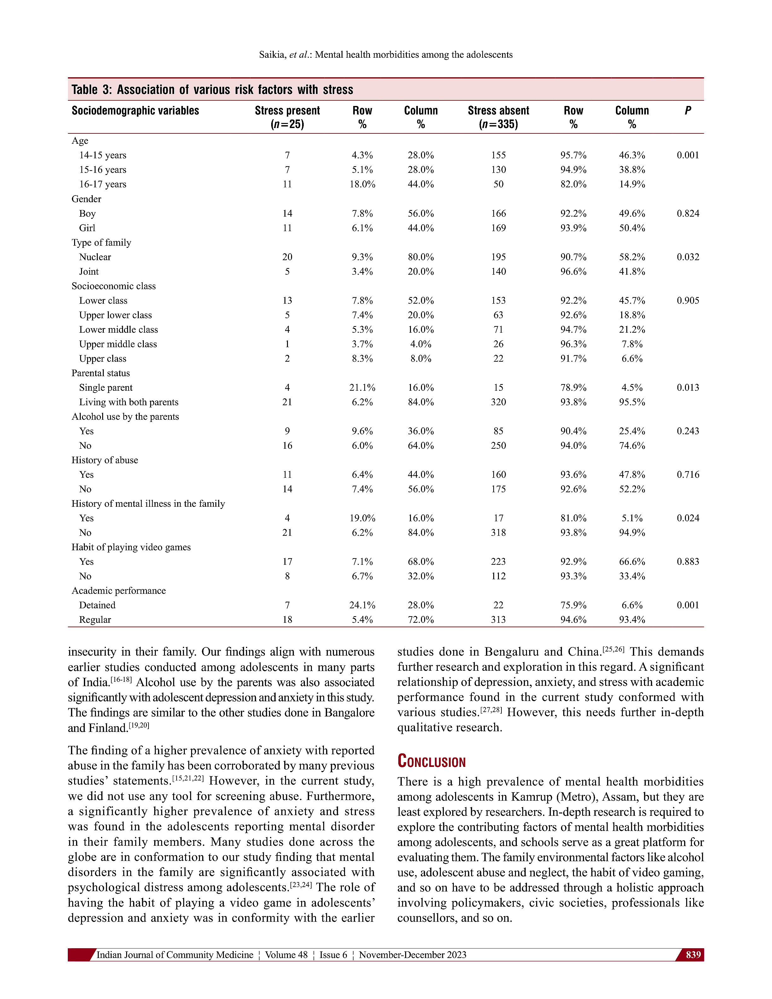 Saikia, et al.: Mental health morbidities among the adolescents
Table 3: Association of various risk factors with stress
Sociodemographic variables Stress present (n=25) Row % Column % Stress absent (n=335) Row % Column % P
Age
14-15 years 7 4.3% 28.0% 155 95.7% 46.3% 0.001
15-16 years 7 5.1% 28.0% 130 94.9% 38.8%
16-17 years 11 18.0% 44.0% 50 82.0% 14.9%
Gender
Boy 14 7.8% 56.0% 166 92.2% 49.6% 0.824
Girl 11 6.1% 44.0% 169 93.9% 50.4%
Type of family
Nuclear 20 9.3% 80.0% 195 90.7% 58.2% 0.032
Joint 5 3.4% 20.0% 140 96.6% 41.8%
Socioeconomic class
Lower class 13 7.8% 52.0% 153 92.2% 45.7% 0.905
Upper lower class 5 7.4% 20.0% 63 92.6% 18.8%
Lower middle class 4 5.3% 16.0% 71 94.7% 21.2%
Upper middle class 1 3.7% 4.0% 26 96.3% 7.8%
Upper class 2 8.3% 8.0% 22 91.7% 6.6%
Parental status
Single parent 4 21.1% 16.0% 15 78.9% 4.5% 0.013
Living with both parents 21 6.2% 84.0% 320 93.8% 95.5%
Alcohol use by the parents
Yes 9 9.6% 36.0% 85 90.4% 25.4% 0.243
No 16 6.0% 64.0% 250 94.0% 74.6%
History of abuse
Yes 11 6.4% 44.0% 160 93.6% 47.8% 0.716
No 14 7.4% 56.0% 175 92.6% 52.2%
History of mental illness in the family
Yes 4 19.0% 16.0% 17 81.0% 5.1% 0.024
No 21 6.2% 84.0% 318 93.8% 94.9%
Habit of playing video games
Yes 17 7.1% 68.0% 223 92.9% 66.6% 0.883
No 8 6.7% 32.0% 112 93.3% 33.4%
Academic performance
Detained 7 24.1% 28.0% 22 75.9% 6.6% 0.001
Regular 18 5.4% 72.0% 313 94.6% 93.4%
insecurity in their family. Our findings align with numerous
earlier studies conducted among adolescents in many parts
of India.[16-18] Alcohol use by the parents was also associated
significantly with adolescent depression and anxiety in this study.
The findings are similar to the other studies done in Bangalore
and Finland.[19,20]
The finding of a higher prevalence of anxiety with reported
abuse in the family has been corroborated by many previous
studies’ statements.[15,21,22] However, in the current study,
we did not use any tool for screening abuse. Furthermore,
a significantly higher prevalence of anxiety and stress
was found in the adolescents reporting mental disorder
in their family members. Many studies done across the
globe are in conformation to our study finding that mental
disorders in the family are significantly associated with
psychological distress among adolescents.[23,24] The role of
having the habit of playing a video game in adolescents’
depression and anxiety was in conformity with the earlier
studies done in Bengaluru and China.[25,26] This demands
further research and exploration in this regard. A significant
relationship of depression, anxiety, and stress with academic
performance found in the current study conformed with
various studies.[27,28] However, this needs further in-depth
qualitative research.
Conclusion
There is a high prevalence of mental health morbidities
among adolescents in Kamrup (Metro), Assam, but they are
least explored by researchers. In-depth research is required to
explore the contributing factors of mental health morbidities
among adolescents, and schools serve as a great platform for
evaluating them. The family environmental factors like alcohol
use, adolescent abuse and neglect, the habit of video gaming,
and so on have to be addressed through a holistic approach
involving policymakers, civic societies, professionals like
counsellors, and so on.
Indian Journal of Community Medicine ¦ Volume 48 ¦ Issue 6 ¦ November-December 2023 839